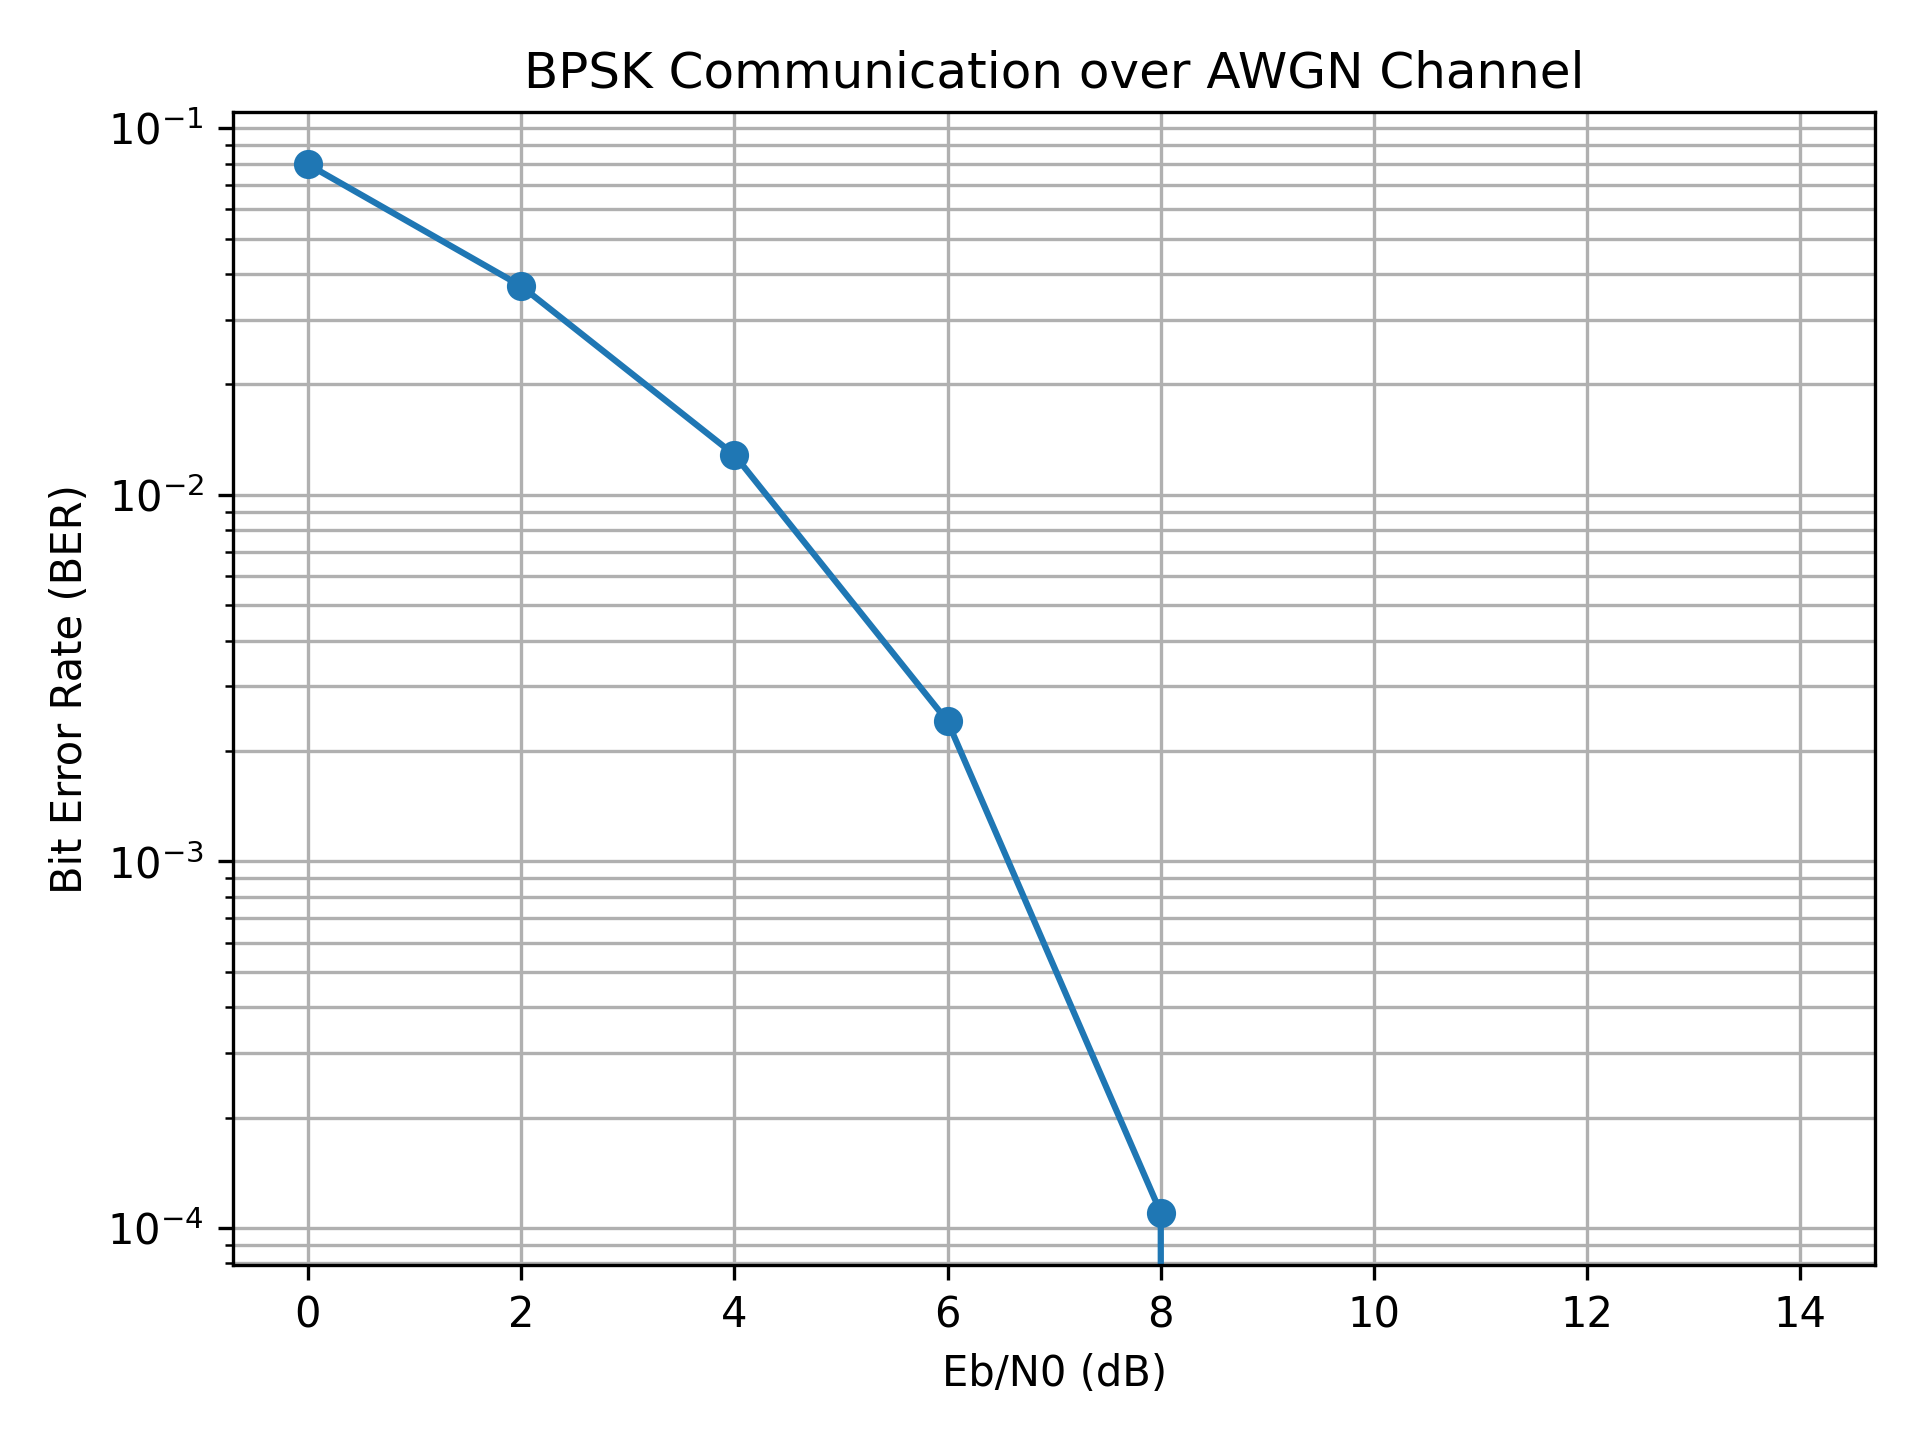 BPSK Communication over AWGN Channel
Bit Error Rate (BER)
10⁻¹
10⁻²
10⁻³
10⁻⁴
0 2 4 6 8 10 12 14
Eb/N0 (dB)